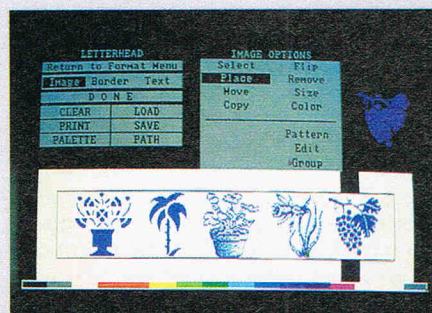 LETTERHEAD
Return to Format Menu
Image Border Text
DONE
CLEAR LOAD
PRINT SAVE
PALETTE PATH
IMAGE OPTIONS
Select Flip
Place Remove
Move Size
Copy Color
Pattern
Edit
Group